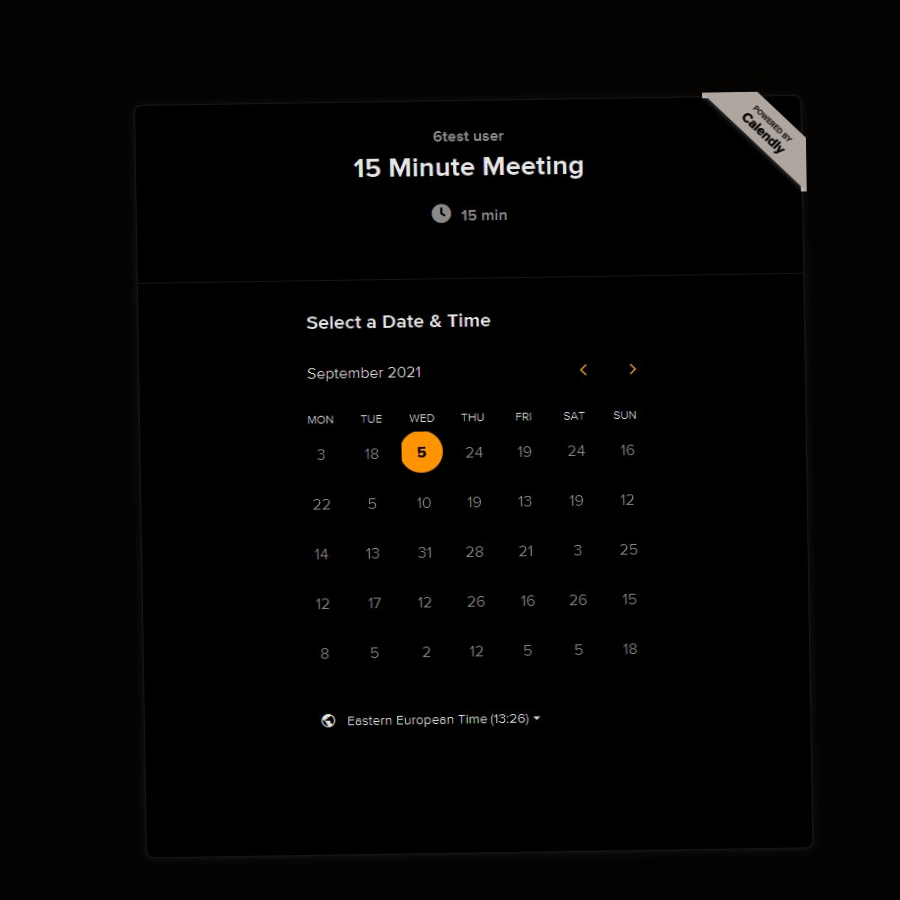 POWERED BY
Calendly
6test user
15 Minute Meeting
15 min
Select a Date & Time
September 2021
MON TUE WED THU FRI SAT SUN
3 18 5 24 19 24 16
22 5 10 19 13 19 12
14 13 31 28 21 3 25
12 17 12 26 16 26 15
8 5 2 12 5 5 18
Eastern European Time (13:26)